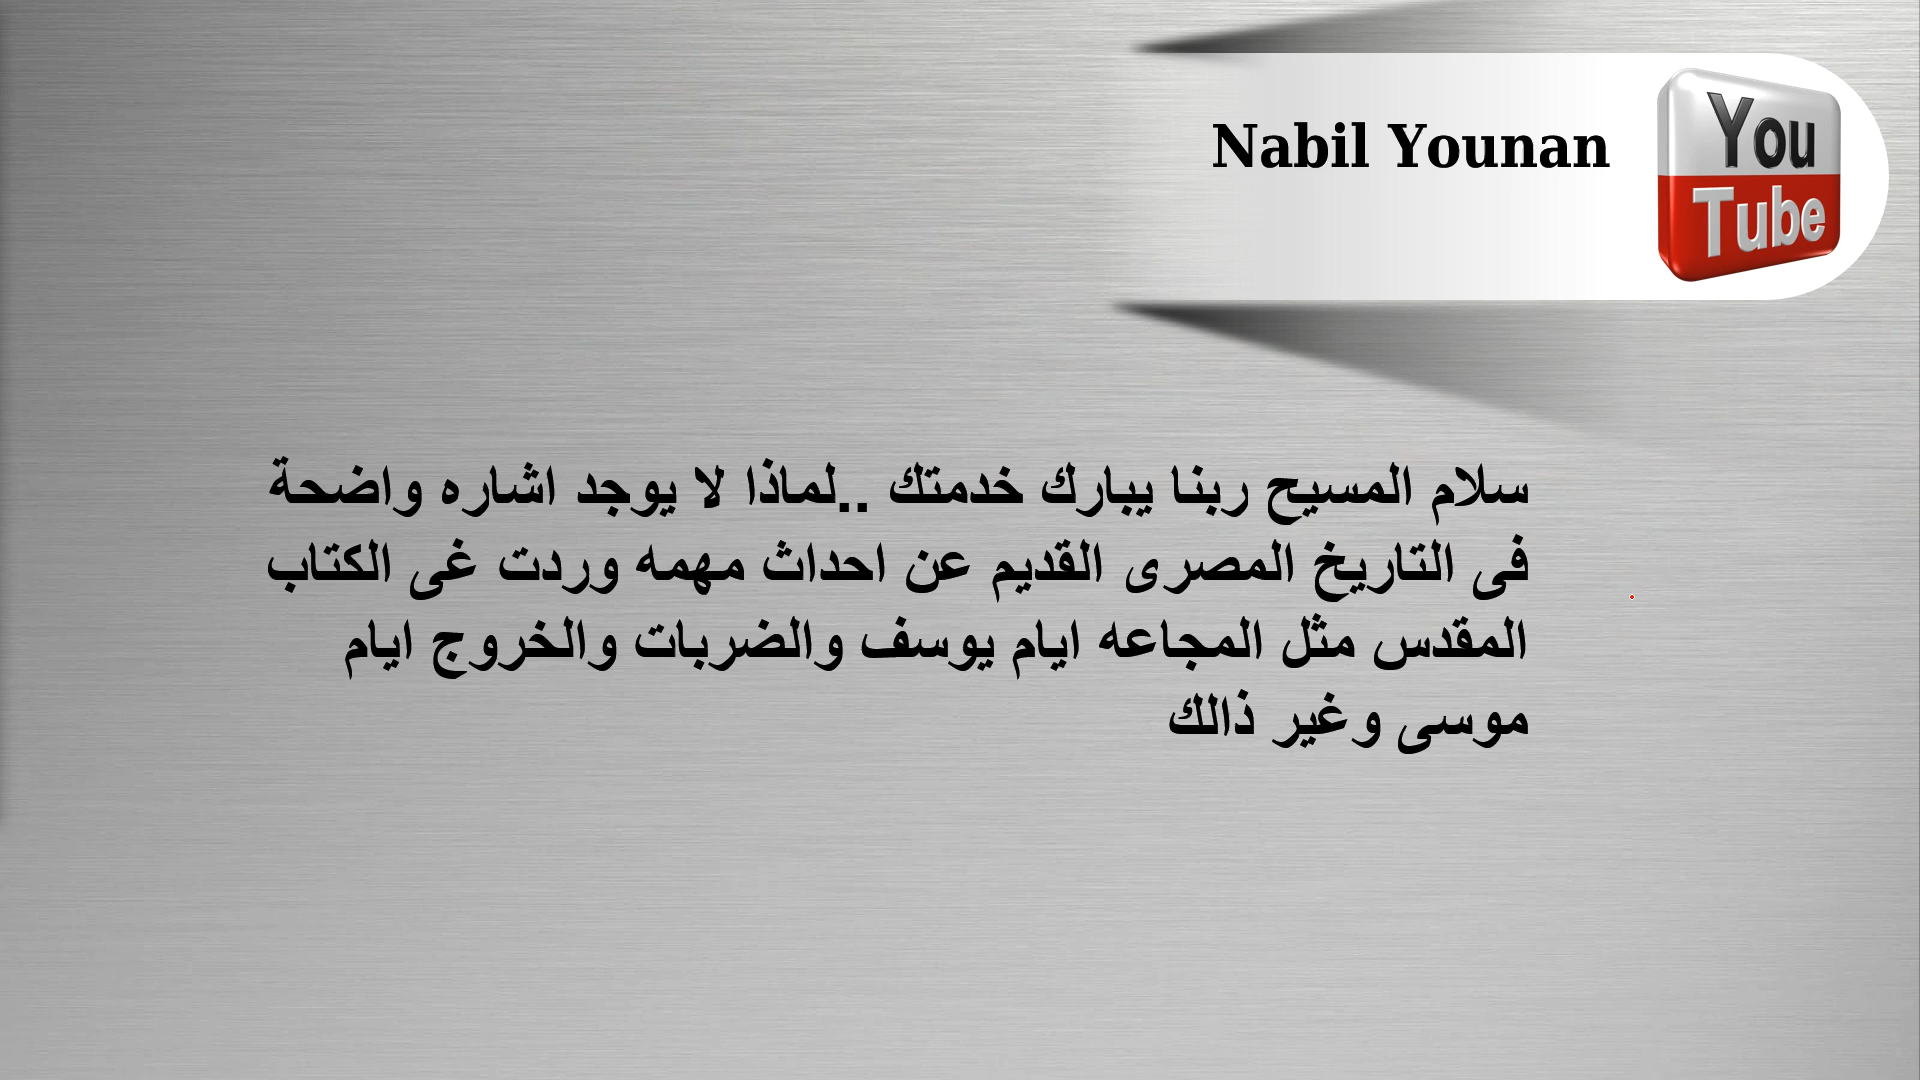 Nabil Younan
You
Tube
سلام المسيح ربنا يبارك خدمتك ..لماذا لا يوجد اشاره واضحة
فى التاريخ المصرى القديم عن احداث مهمه وردت غى الكتاب
المقدس مثل المجاعه ايام يوسف والضربات والخروج ايام
موسى وغير ذالك